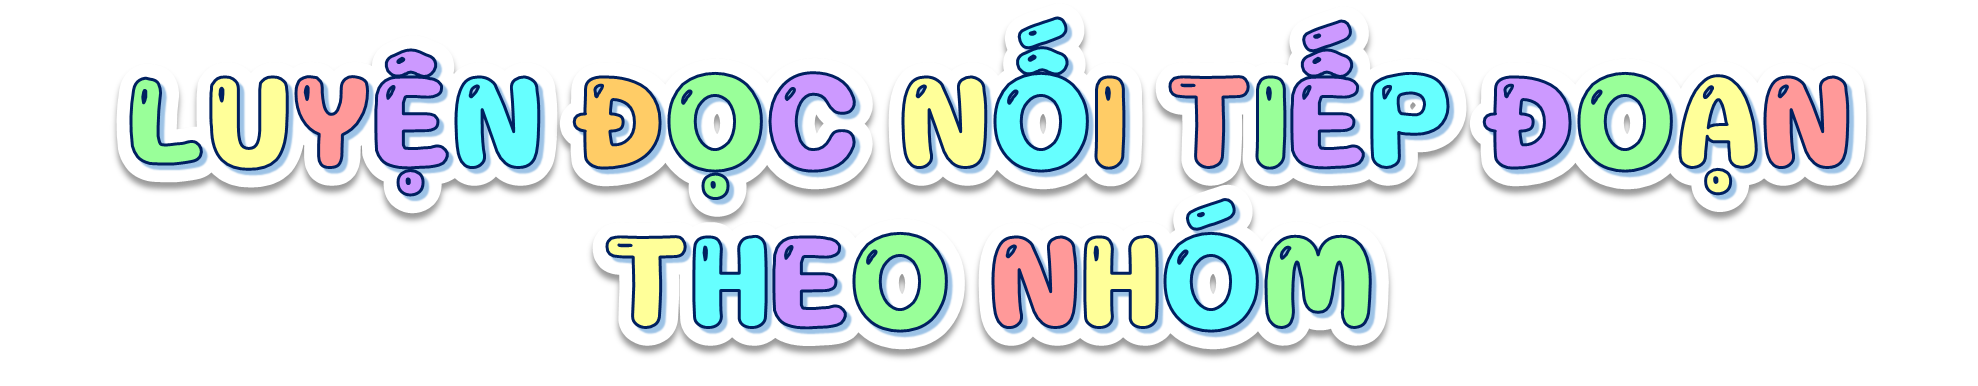 LUYỆN ĐỌC NỐI TIẾP ĐOẠN
THEO NHÓM